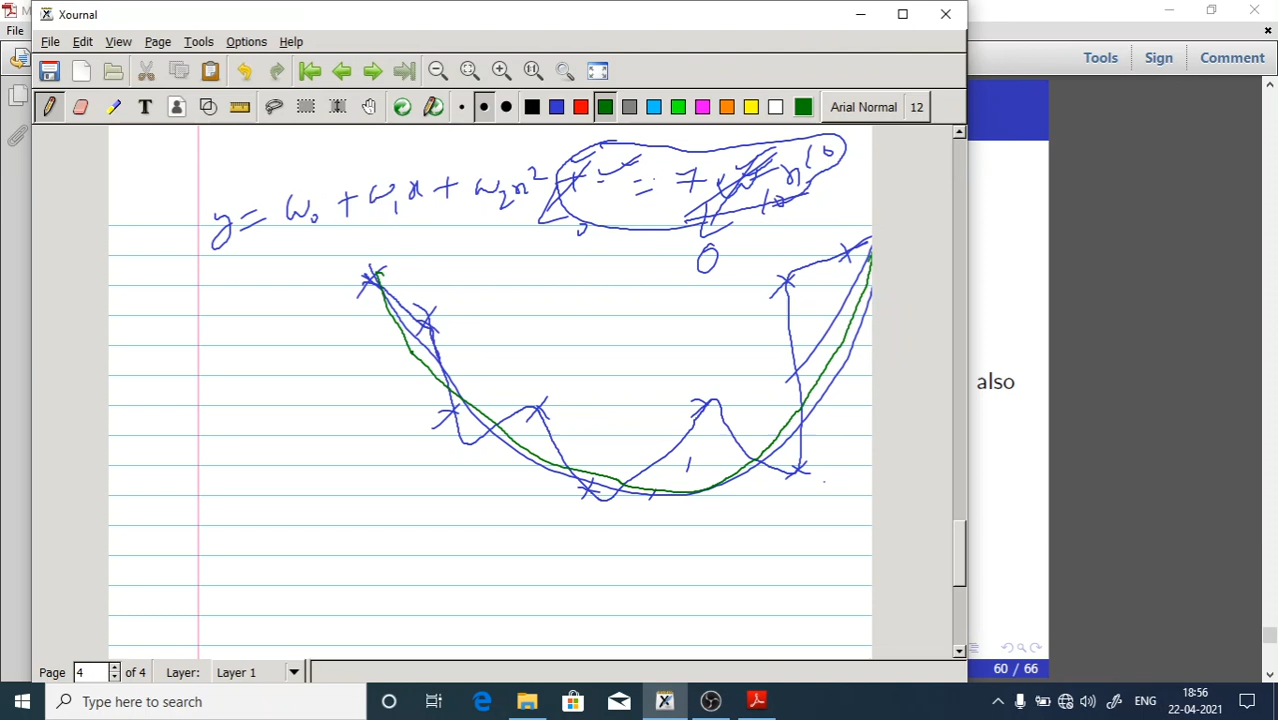 M
Xournal
File
File Edit View Page Tools Options Help
Tools Sign Comment
T Arial Normal 12
y = w₀ + w₁x + w₂x²
10
0
also
Page 4 of 4 Layer: Layer 1
60 / 66
Type here to search
ENG
18:56
22-04-2021